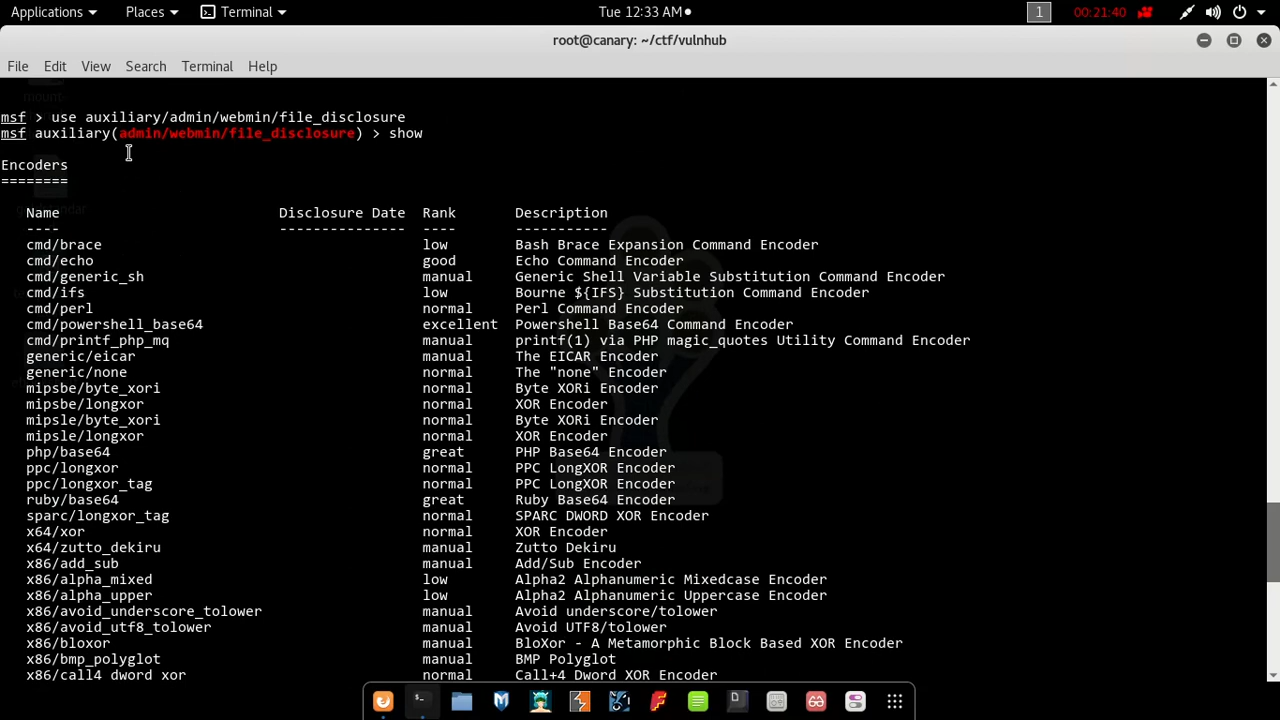 Applications Places Terminal Tue 12:33 AM 1 00:21:40
root@canary: ~/ctf/vulnhub
File Edit View Search Terminal Help
msf > use auxiliary/admin/webmin/file_disclosure
msf auxiliary(admin/webmin/file_disclosure) > show
Encoders
========
Name Disclosure Date Rank Description
---- --------------- ---- -----------
cmd/brace low Bash Brace Expansion Command Encoder
cmd/echo good Echo Command Encoder
cmd/generic_sh manual Generic Shell Variable Substitution Command Encoder
cmd/ifs low Bourne ${IFS} Substitution Command Encoder
cmd/perl normal Perl Command Encoder
cmd/powershell_base64 excellent Powershell Base64 Command Encoder
cmd/printf_php_mq manual printf(1) via PHP magic_quotes Utility Command Encoder
generic/eicar manual The EICAR Encoder
generic/none normal The "none" Encoder
mipsbe/byte_xori normal Byte XORi Encoder
mipsbe/longxor normal XOR Encoder
mipsle/byte_xori normal Byte XORi Encoder
mipsle/longxor normal XOR Encoder
php/base64 great PHP Base64 Encoder
ppc/longxor normal PPC LongXOR Encoder
ppc/longxor_tag normal PPC LongXOR Encoder
ruby/base64 great Ruby Base64 Encoder
sparc/longxor_tag normal SPARC DWORD XOR Encoder
x64/xor normal XOR Encoder
x64/zutto_dekiru manual Zutto Dekiru
x86/add_sub manual Add/Sub Encoder
x86/alpha_mixed low Alpha2 Alphanumeric Mixedcase Encoder
x86/alpha_upper low Alpha2 Alphanumeric Uppercase Encoder
x86/avoid_underscore_tolower manual Avoid underscore/tolower
x86/avoid_utf8_tolower manual Avoid UTF8/tolower
x86/bloxor manual BloXor - A Metamorphic Block Based XOR Encoder
x86/bmp_polyglot manual BMP Polyglot
x86/call4_dword_xor normal Call+4 Dword XOR Encoder